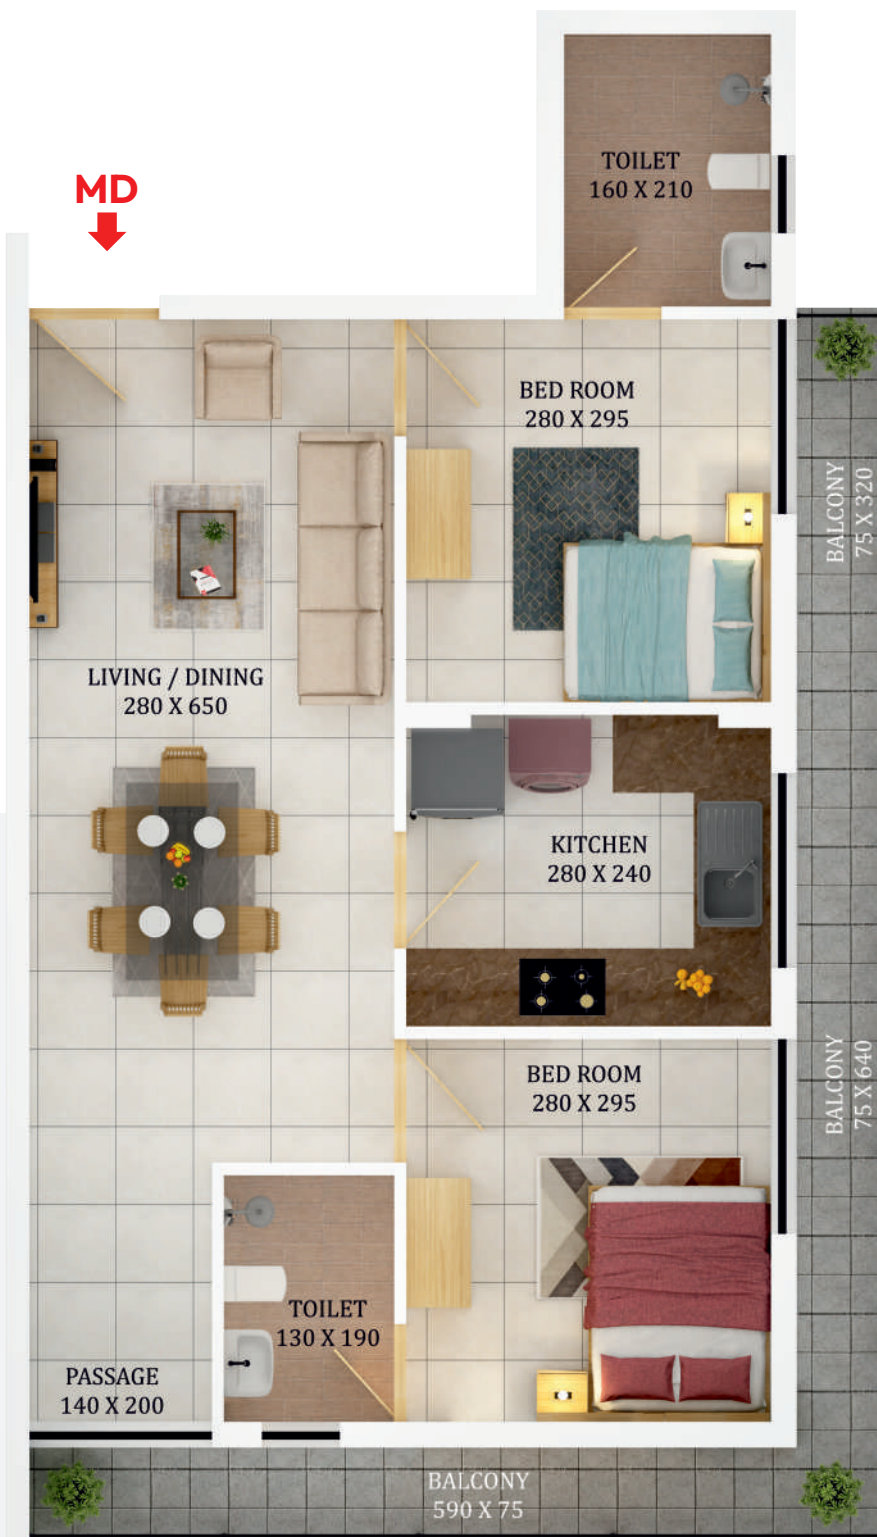 TOILET
160 X 210
MD
BED ROOM
280 X 295
BALCONY
75 X 320
LIVING / DINING
280 X 650
KITCHEN
280 X 240
BED ROOM
280 X 295
BALCONY
75 X 640
TOILET
130 X 190
PASSAGE
140 X 200
BALCONY
590 X 75